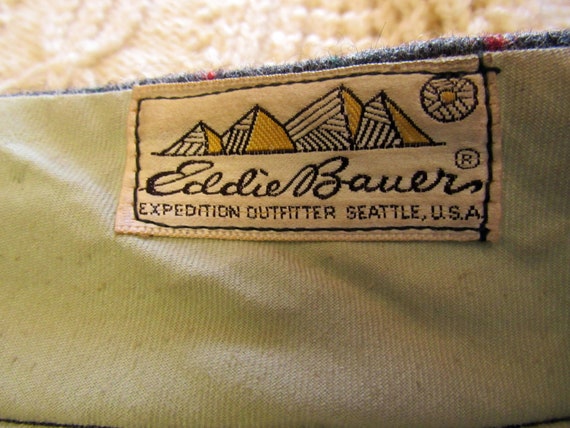 Eddie Bauer ®
EXPEDITION OUTFITTER SEATTLE, U.S.A.